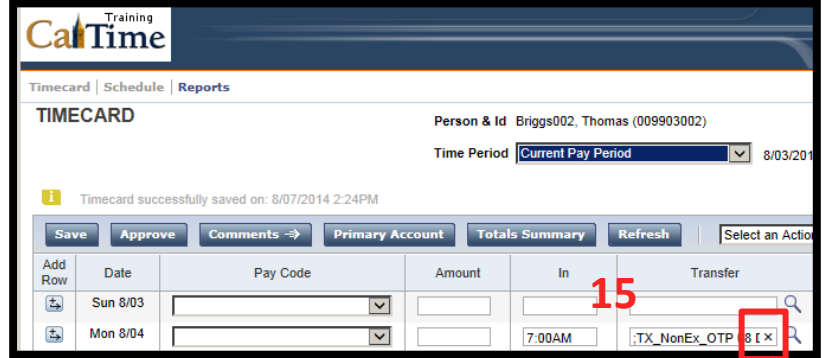 Training
CalTime
Timecard | Schedule | Reports
TIMECARD
Person & Id Briggs002, Thomas (009903002)
Time Period Current Pay Period 8/03/201
Timecard successfully saved on: 8/07/2014 2:24PM
Save Approve Comments Primary Account Totals Summary Refresh Select an Actio
Add Row Date Pay Code Amount In Transfer
15
Sun 8/03
Mon 8/04 7:00AM ;TX_NonEx_OTP